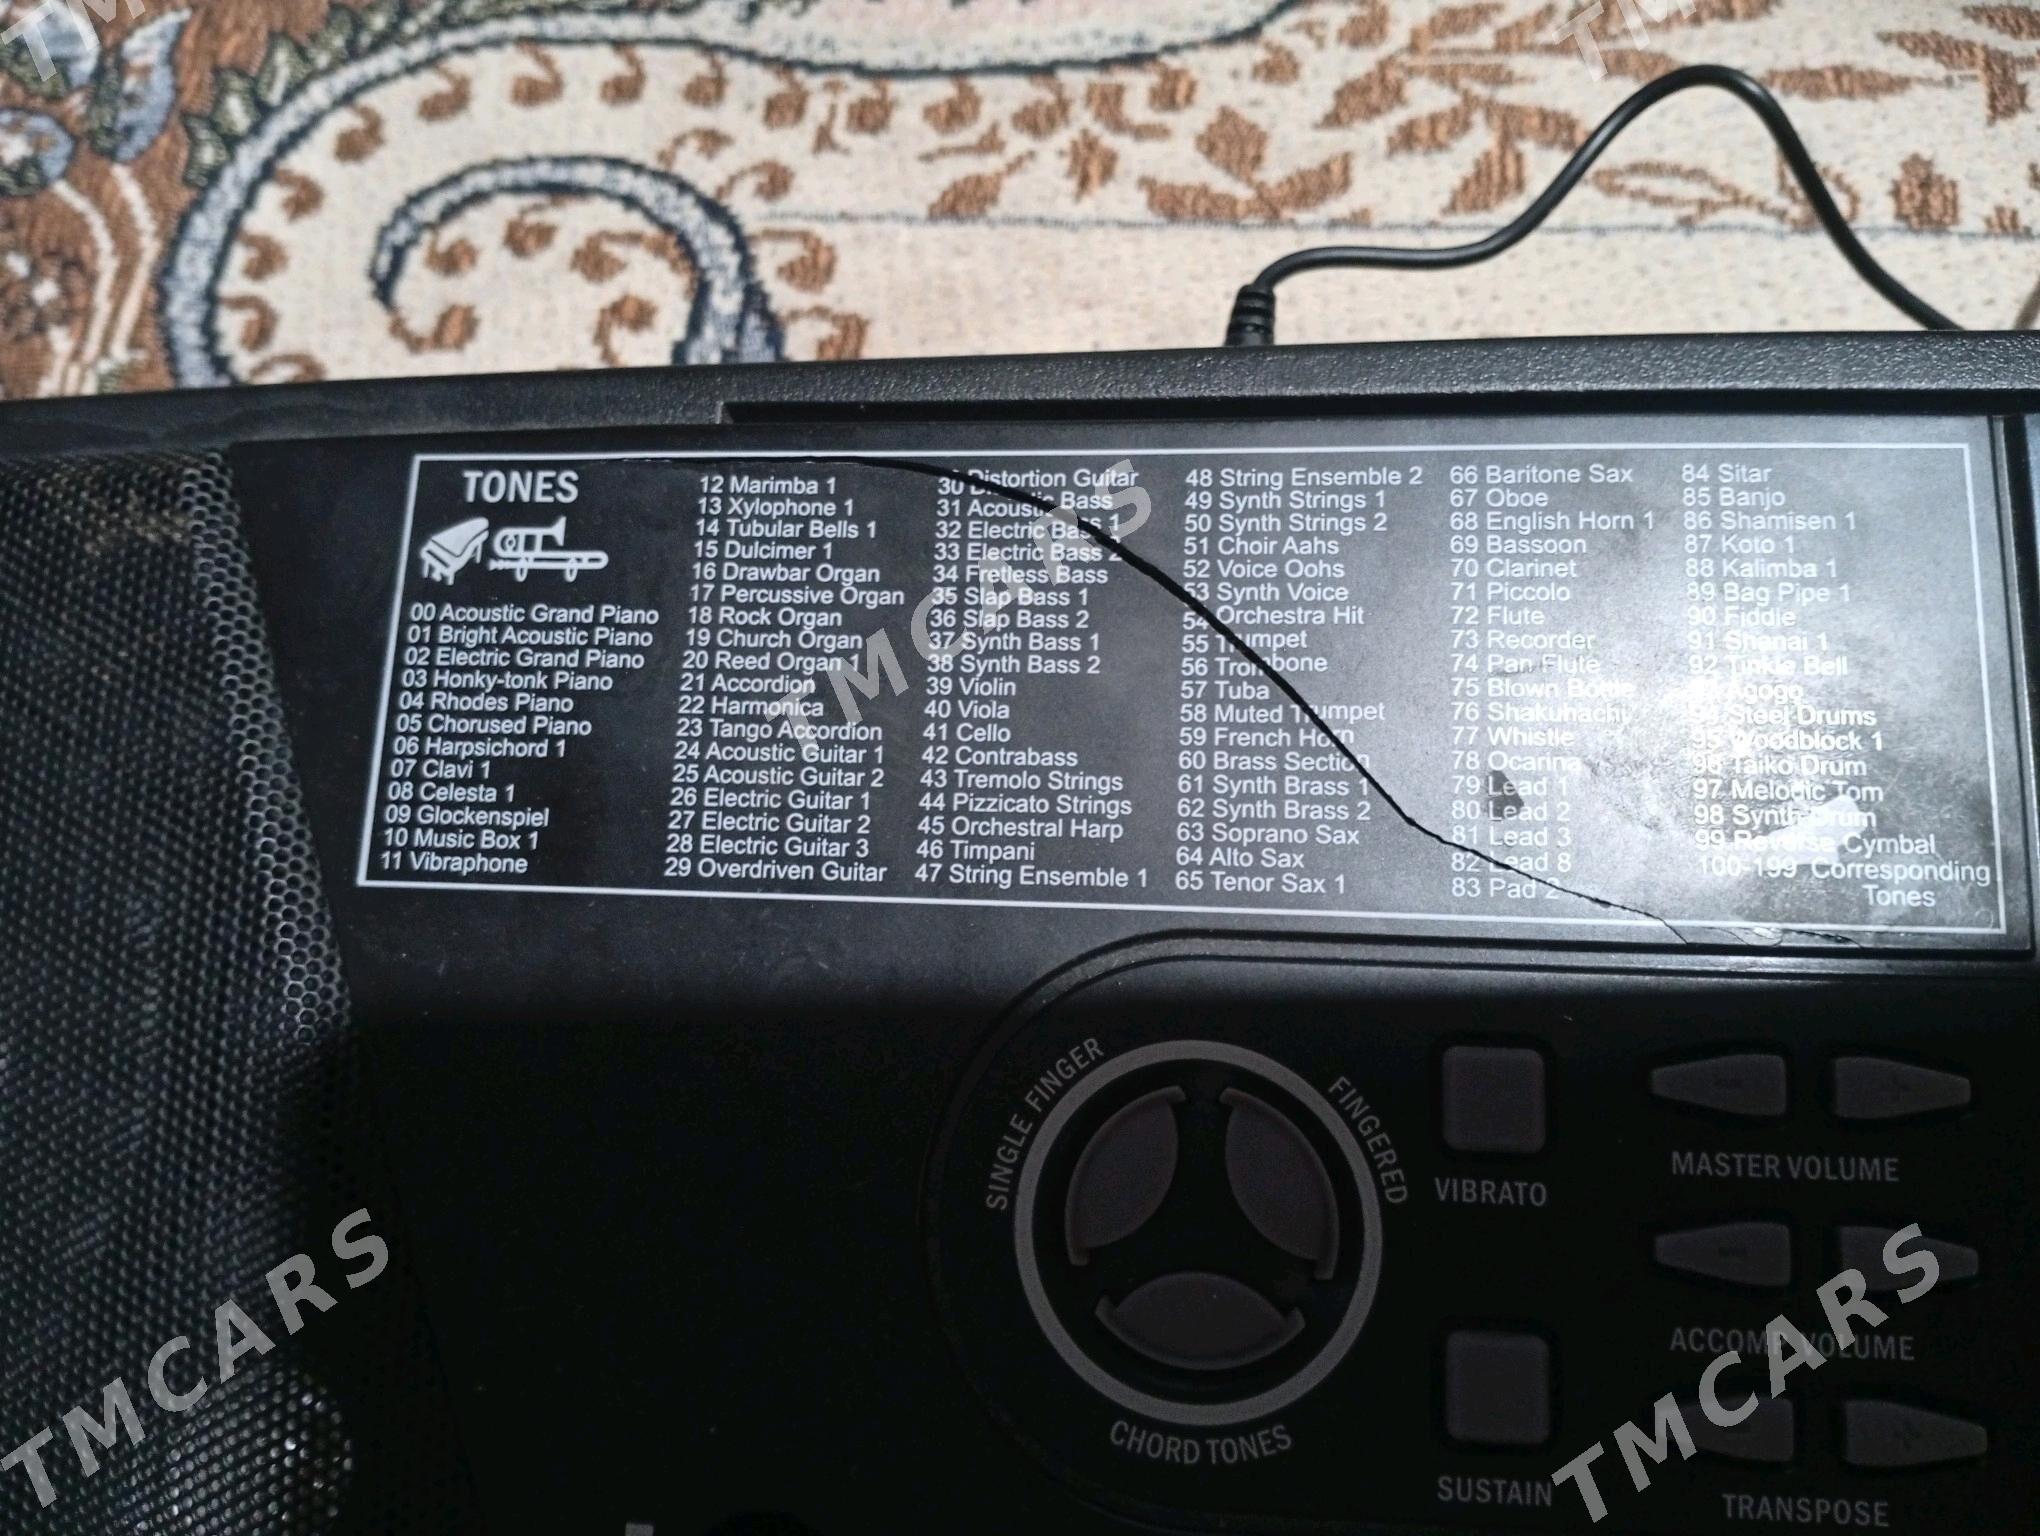 TONES
00 Acoustic Grand Piano
01 Bright Acoustic Piano
02 Electric Grand Piano
03 Honky-tonk Piano
04 Rhodes Piano
05 Chorused Piano
06 Harpsichord 1
07 Clavi 1
08 Celesta 1
09 Glockenspiel
10 Music Box 1
11 Vibraphone
12 Marimba 1
13 Xylophone 1
14 Tubular Bells 1
15 Dulcimer 1
16 Drawbar Organ
17 Percussive Organ
18 Rock Organ
19 Church Organ
20 Reed Organ 1
21 Accordion
22 Harmonica
23 Tango Accordion
24 Acoustic Guitar 1
25 Acoustic Guitar 2
26 Electric Guitar 1
27 Electric Guitar 2
28 Electric Guitar 3
29 Overdriven Guitar
30 Distortion Guitar
31 Acoustic Bass
32 Electric Bass 1
33 Electric Bass 2
34 Fretless Bass
35 Slap Bass 1
36 Slap Bass 2
37 Synth Bass 1
38 Synth Bass 2
39 Violin
40 Viola
41 Cello
42 Contrabass
43 Tremolo Strings
44 Pizzicato Strings
45 Orchestral Harp
46 Timpani
47 String Ensemble 1
48 String Ensemble 2
49 Synth Strings 1
50 Synth Strings 2
51 Choir Aahs
52 Voice Oohs
53 Synth Voice
54 Orchestra Hit
55 Trumpet
56 Trombone
57 Tuba
58 Muted Trumpet
59 French Horn
60 Brass Section
61 Synth Brass 1
62 Synth Brass 2
63 Soprano Sax
64 Alto Sax
65 Tenor Sax 1
66 Baritone Sax
67 Oboe
68 English Horn 1
69 Bassoon
70 Clarinet
71 Piccolo
72 Flute
73 Recorder
74 Pan Flute
75 Blown Bottle
76 Shakuhachi
77 Whistle
78 Ocarina
79 Lead 1
80 Lead 2
81 Lead 3
82 Lead 8
83 Pad 2
84 Sitar
85 Banjo
86 Shamisen 1
87 Koto 1
88 Kalimba 1
89 Bag Pipe 1
90 Fiddle
91 Shanai 1
92 Tinkle Bell
93 Agogo
94 Steel Drums
95 Woodblock 1
96 Taiko Drum
97 Melodic Tom
98 Synth Drum
99 Reverse Cymbal
100-199 Corresponding
Tones
SINGLE FINGER
FINGERED
CHORD TONES
VIBRATO
SUSTAIN
MASTER VOLUME
ACCOMP VOLUME
TRANSPOSE
TMCARS
TMCARS
TMCARS